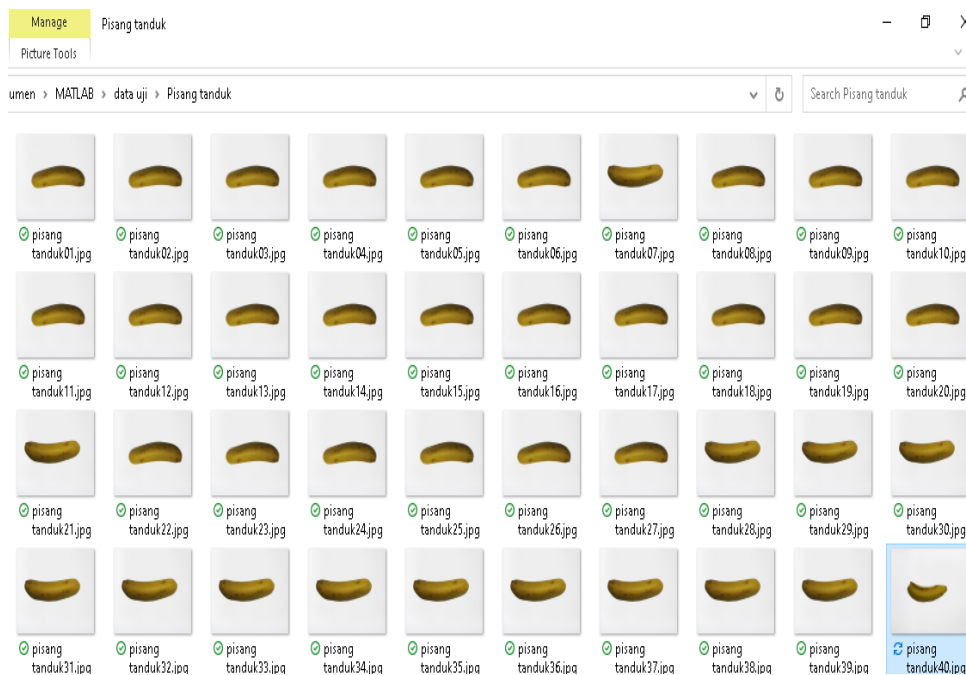 Manage
Pisang tanduk
Picture Tools
umen > MATLAB > data uji > Pisang tanduk
Search Pisang tanduk
pisang tanduk01.jpg
pisang tanduk02.jpg
pisang tanduk03.jpg
pisang tanduk04.jpg
pisang tanduk05.jpg
pisang tanduk06.jpg
pisang tanduk07.jpg
pisang tanduk08.jpg
pisang tanduk09.jpg
pisang tanduk10.jpg
pisang tanduk11.jpg
pisang tanduk12.jpg
pisang tanduk13.jpg
pisang tanduk14.jpg
pisang tanduk15.jpg
pisang tanduk16.jpg
pisang tanduk17.jpg
pisang tanduk18.jpg
pisang tanduk19.jpg
pisang tanduk20.jpg
pisang tanduk21.jpg
pisang tanduk22.jpg
pisang tanduk23.jpg
pisang tanduk24.jpg
pisang tanduk25.jpg
pisang tanduk26.jpg
pisang tanduk27.jpg
pisang tanduk28.jpg
pisang tanduk29.jpg
pisang tanduk30.jpg
pisang tanduk31.jpg
pisang tanduk32.jpg
pisang tanduk33.jpg
pisang tanduk34.jpg
pisang tanduk35.jpg
pisang tanduk36.jpg
pisang tanduk37.jpg
pisang tanduk38.jpg
pisang tanduk39.jpg
pisang tanduk40.jpg